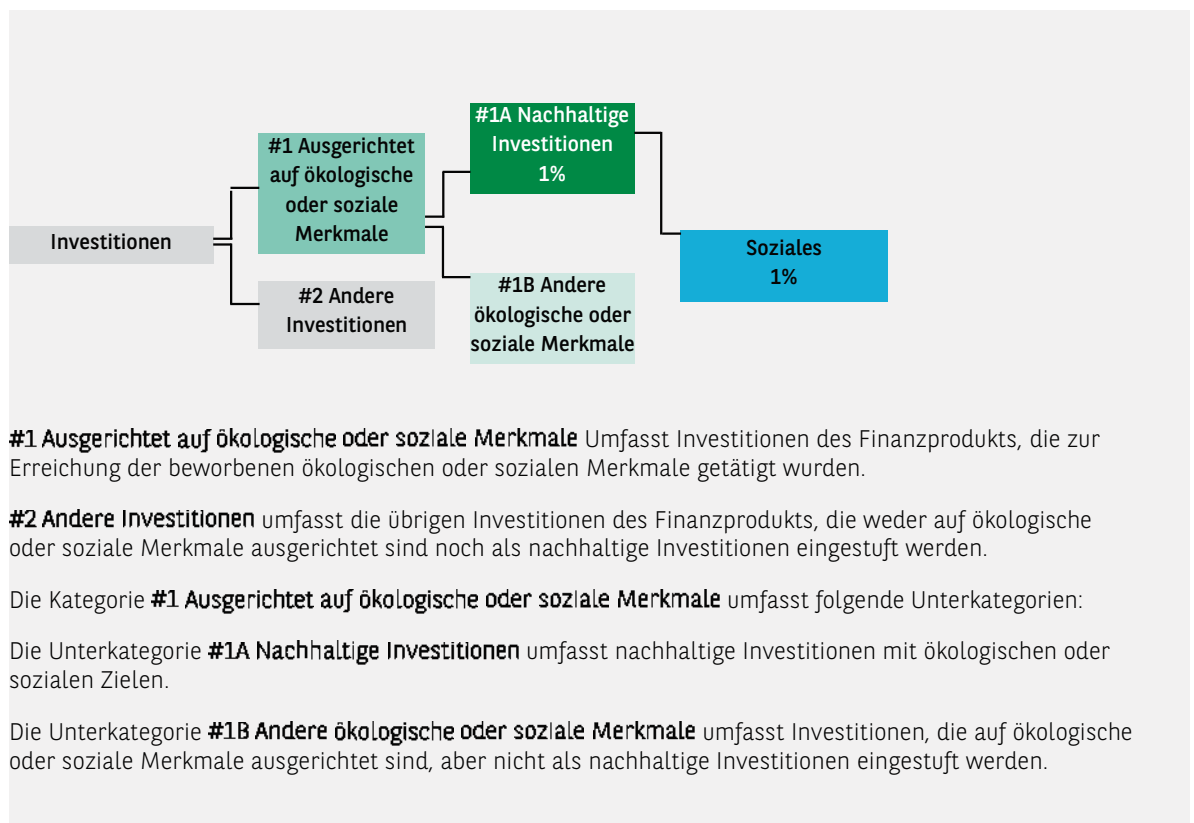 #1A Nachhaltige
Investitionen
1%
#1 Ausgerichtet
auf ökologische
oder soziale
Merkmale
Investitionen
Soziales
1%
#2 Andere
Investitionen
#1B Andere
ökologische oder
soziale Merkmale
#1 Ausgerichtet auf ökologische oder soziale Merkmale Umfasst Investitionen des Finanzprodukts, die zur
Erreichung der beworbenen ökologischen oder sozialen Merkmale getätigt wurden.
#2 Andere Investitionen umfasst die übrigen Investitionen des Finanzprodukts, die weder auf ökologische
oder soziale Merkmale ausgerichtet sind noch als nachhaltige Investitionen eingestuft werden.
Die Kategorie #1 Ausgerichtet auf ökologische oder soziale Merkmale umfasst folgende Unterkategorien:
Die Unterkategorie #1A Nachhaltige Investitionen umfasst nachhaltige Investitionen mit ökologischen oder
sozialen Zielen.
Die Unterkategorie #1B Andere ökologische oder soziale Merkmale umfasst Investitionen, die auf ökologische
oder soziale Merkmale ausgerichtet sind, aber nicht als nachhaltige Investitionen eingestuft werden.